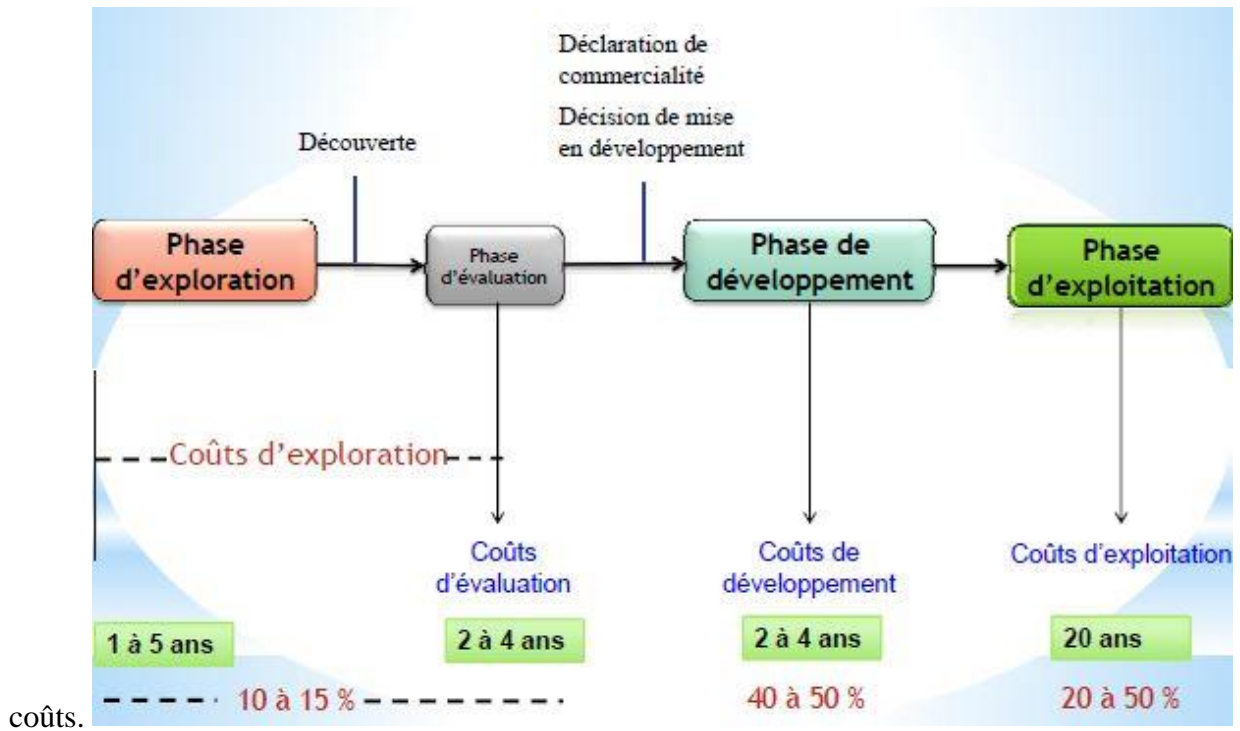 Déclaration de
commercialité
Décision de mise
en développement
Découverte
Phase
d'exploration
Phase
d'évaluation
Phase de
développement
Phase
d'exploitation
Coûts d'exploration
Coûts
d'évaluation
Coûts de
développement
Coûts d'exploitation
1 à 5 ans
2 à 4 ans
2 à 4 ans
20 ans
10 à 15 %
40 à 50 %
20 à 50 %
coûts.